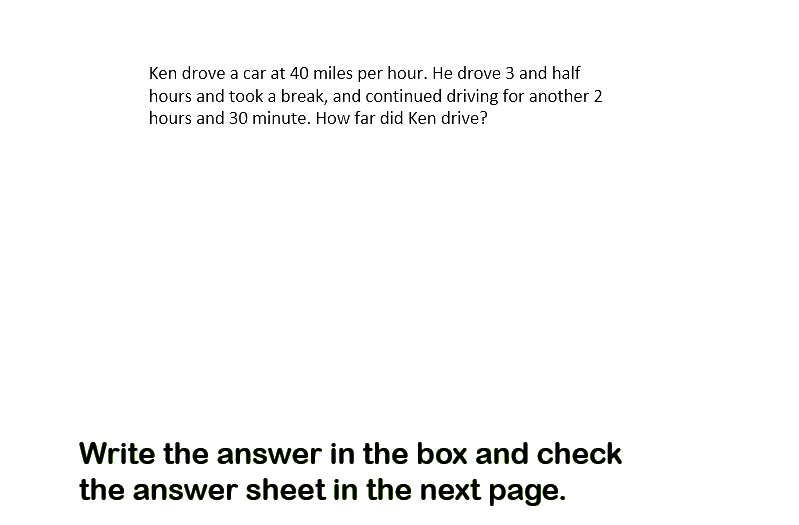 Ken drove a car at 40 miles per hour. He drove 3 and half
hours and took a break, and continued driving for another 2
hours and 30 minute. How far did Ken drive?
Write the answer in the box and check
the answer sheet in the next page.